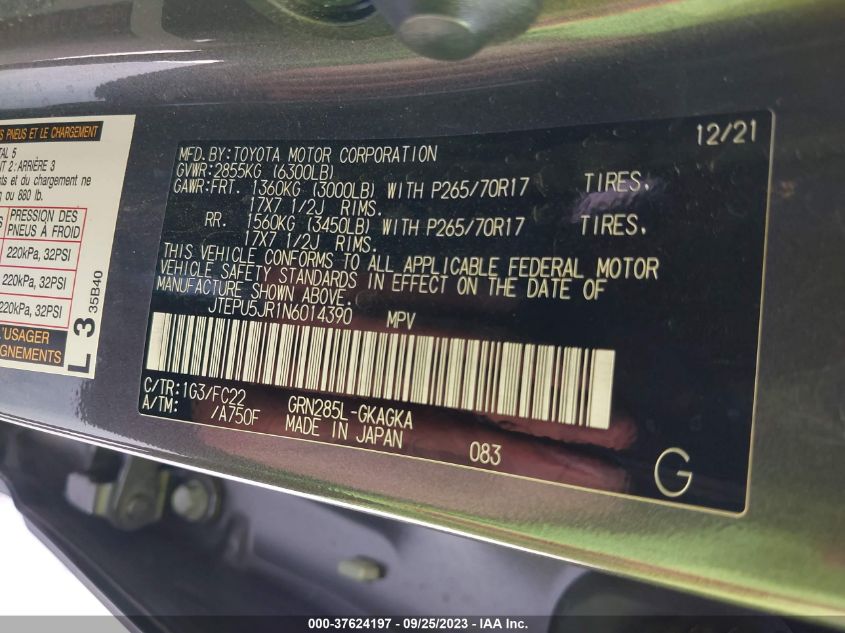 S PNEUS ET LE CHARGEMENT
TAL 5
NT 2: ARRIÈRE 3
ents et du chargement ne
g ou 880 lb.
PRESSION DES
PNEUS À FROID
220kPa, 32PSI
220kPa, 32PSI
220kPa, 32PSI
L'USAGER
GNEMENTS
L 3 35B40
12/21
MFD. BY: TOYOTA MOTOR CORPORATION
GVWR: 2855KG (6300LB)
GAWR: FRT. 1360KG (3000LB) WITH P265/70R17 TIRES,
17X7 1/2J RIMS.
RR. 1560KG (3450LB) WITH P265/70R17 TIRES,
17X7 1/2J RIMS.
THIS VEHICLE CONFORMS TO ALL APPLICABLE FEDERAL MOTOR
VEHICLE SAFETY STANDARDS IN EFFECT ON THE DATE OF
MANUFACTURE SHOWN ABOVE.
JTEPU5JR1N6014390 MPV
C/TR: 1G3/FC22
A/TM: /A750F
GRN285L-GKAGKA
MADE IN JAPAN
083
G
000-37624197 - 09/25/2023 - IAA Inc.